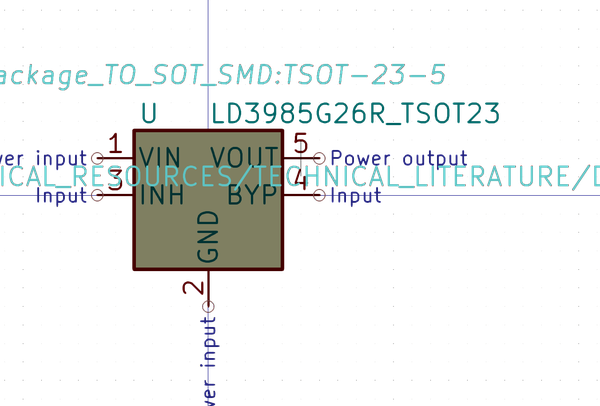 ackage_TO_SOT_SMD:TSOT-23-5
U LD3985G26R_TSOT23
1 5
wer input VIN VOUT Power output
ICAL_RESOURCES/TECHNICAL_LITERATURE/D
3 4
Input INH BYP Input
GND
2
wer input